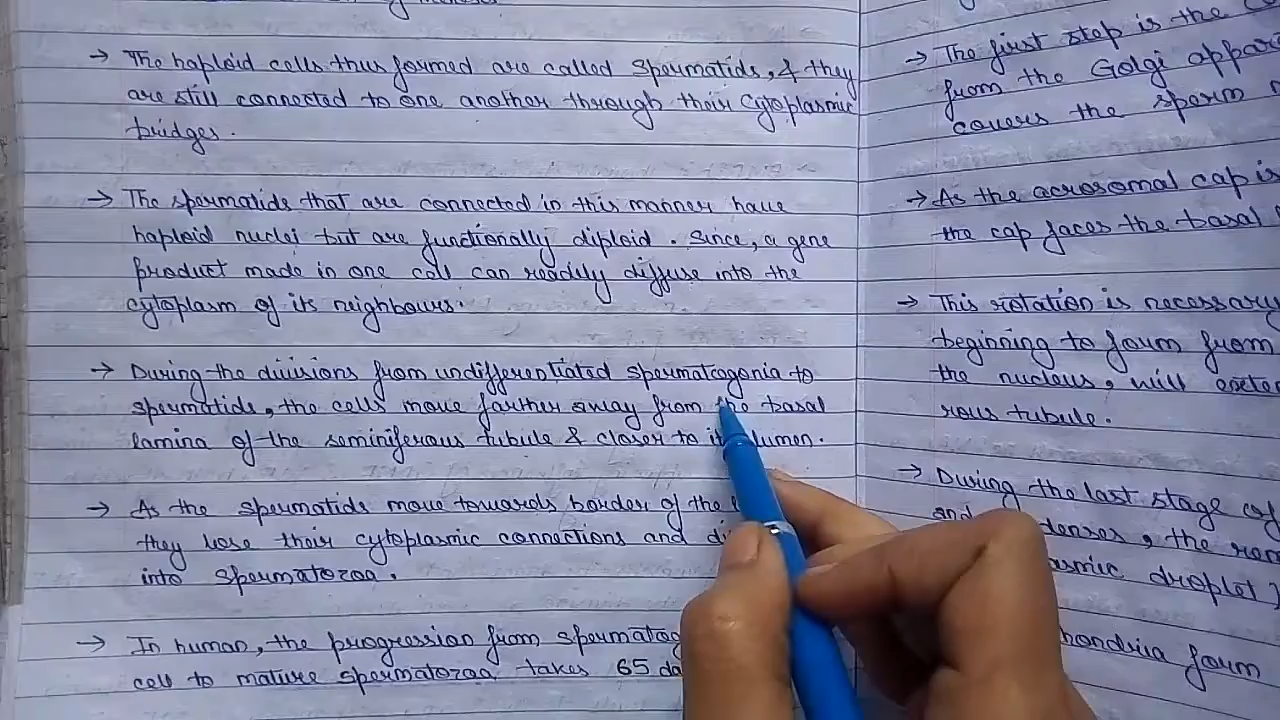 → The haploid cells thus formed are called spermatids, & they
are still connected to one another through their cytoplasmic
bridges.
→ The spermatids that are connected in this manner have
haploid nuclei but are functionally diploid. Since, a gene
product made in one cell can readily diffuse into the
cytoplasm of its neighbours.
→ During the divisions from undifferentiated spermatogonia to
spermatids, the cells move farther away from the basal
lamina of the seminiferous tubule & closer to its lumen.
→ As the spermatids move towards border of the
they lose their cytoplasmic connections and
into spermatozoa.
→ In human, the progression from
cell to mature spermatozoa takes 65
→ The first step is the
from the Golgi
covers the sperm
→ As the acrosomal cap is
the cap faces the basal
→ This rotation is necessary
beginning to form from
the nucleus, will
rous tubule.
→ During the last stage of
and the
droplet
form